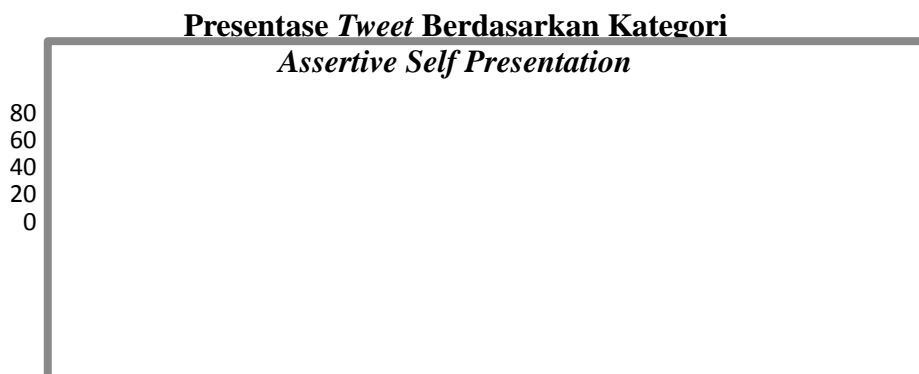 Presentase Tweet Berdasarkan Kategori
Assertive Self Presentation
80
60
40
20
0